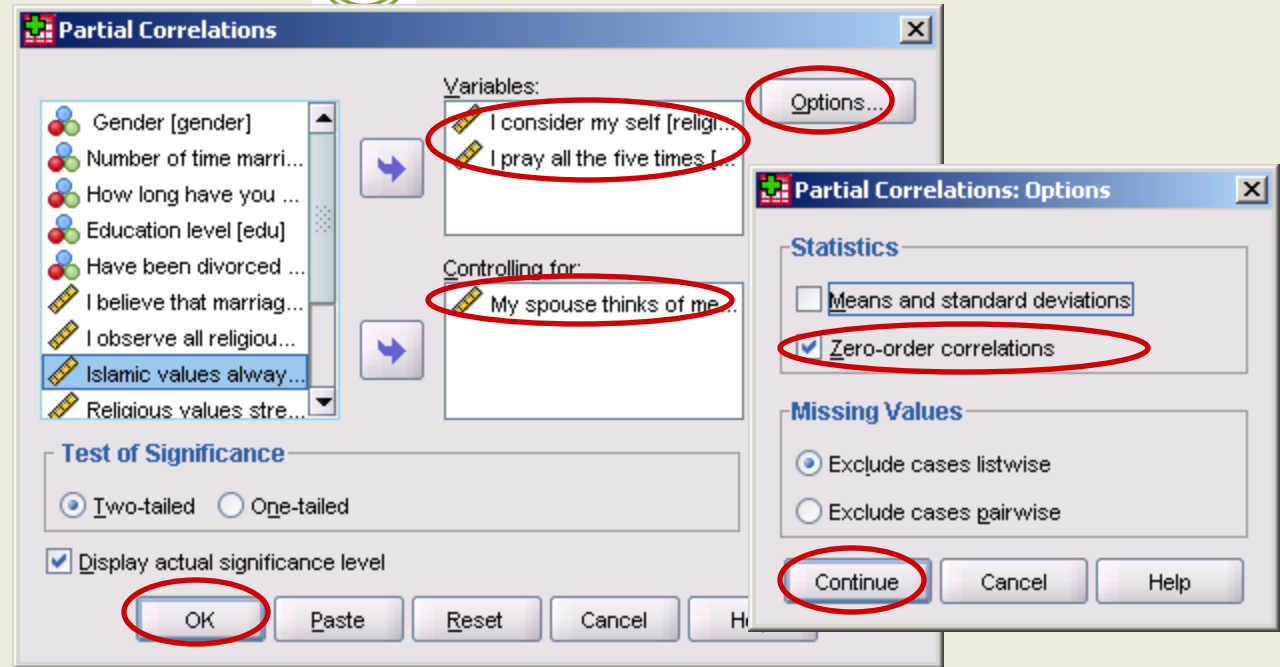 Partial Correlations
Variables:
Options...
Gender [gender]
Number of time marri...
How long have you ...
Education level [edu]
Have been divorced ...
I believe that marriag...
I observe all religiou...
Islamic values alway...
Religious values stre...
I consider my self [religi...
I pray all the five times [...
Controlling for:
My spouse thinks of me...
Test of Significance
Two-tailed
One-tailed
Display actual significance level
OK
Paste
Reset
Cancel
Partial Correlations: Options
Statistics
Means and standard deviations
Zero-order correlations
Missing Values
Exclude cases listwise
Exclude cases pairwise
Continue
Cancel
Help